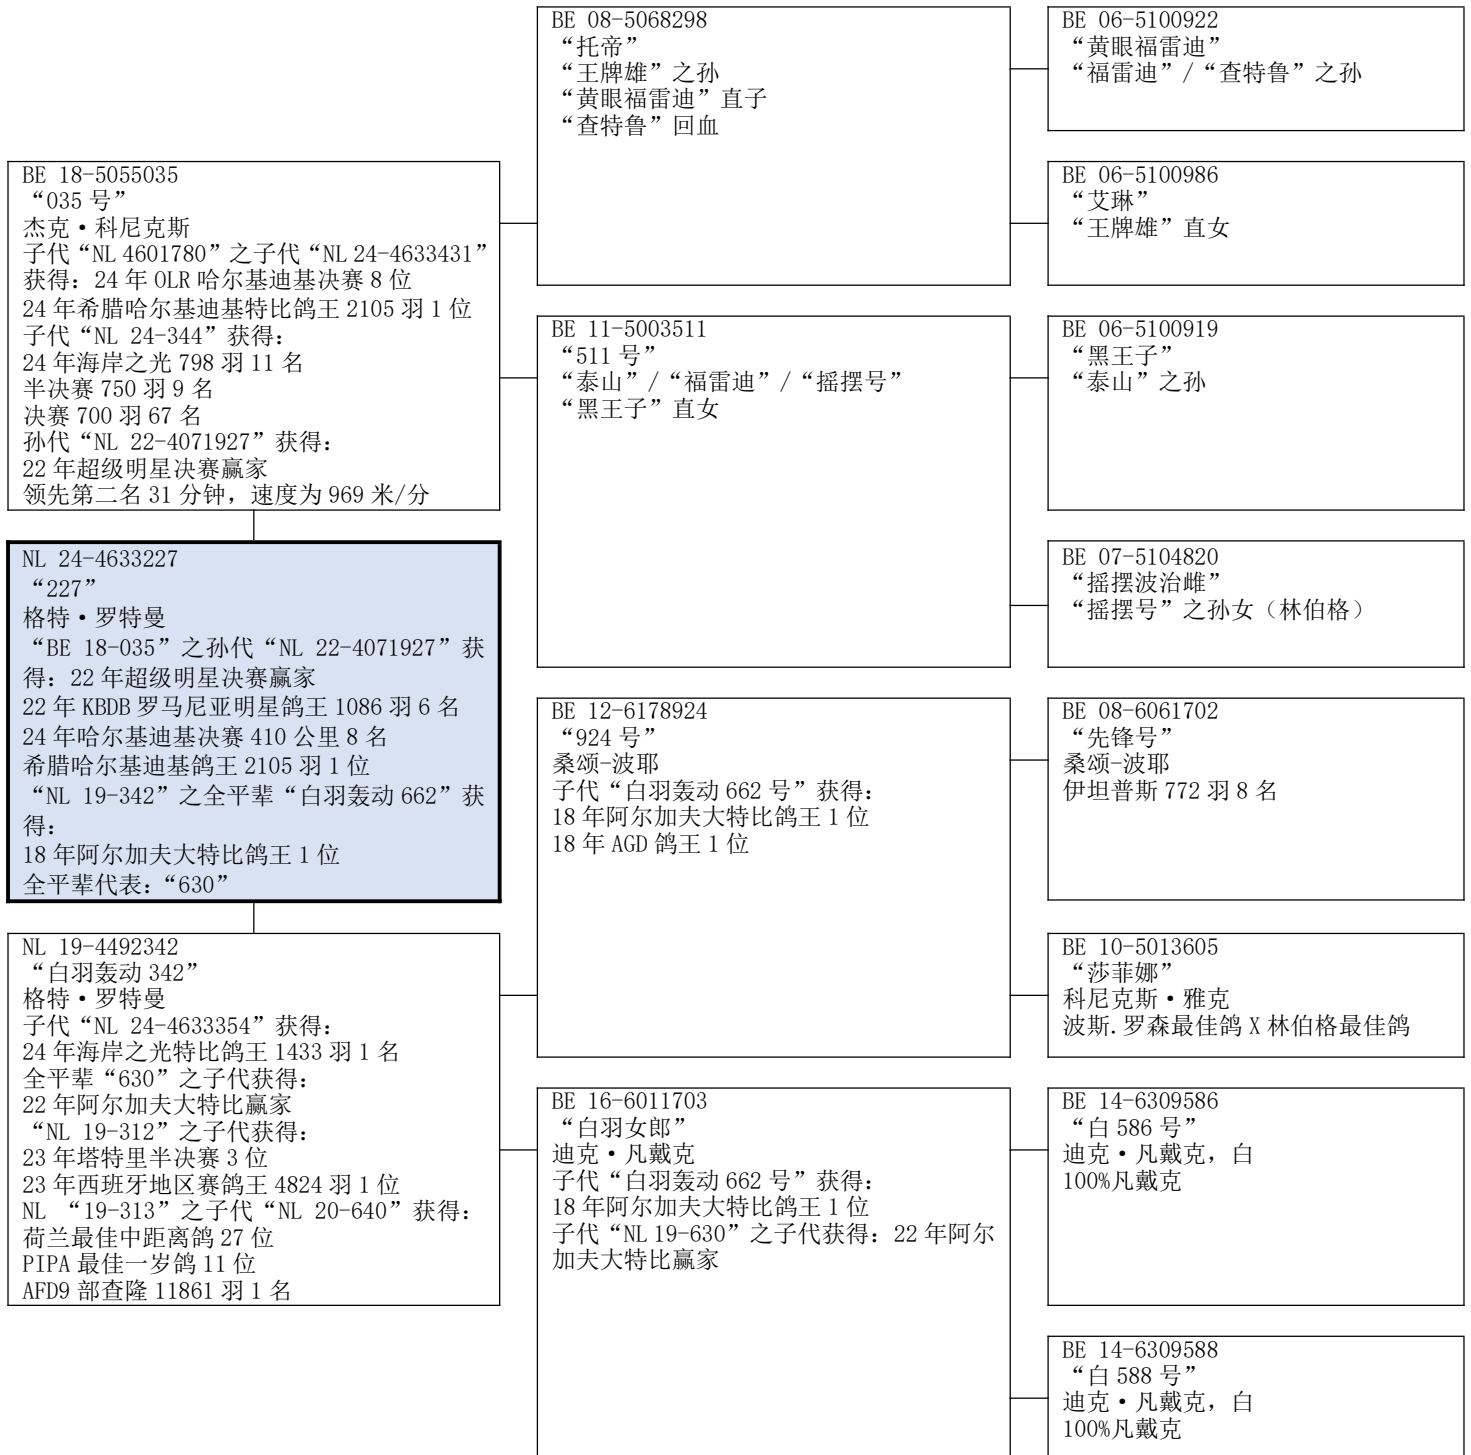 BE 18-5055035
“035 号”
杰克·科尼克斯
子代“NL 4601780”之子代“NL 24-4633431”
获得：24 年 OLR 哈尔基迪基决赛 8 位
24 年希腊哈尔基迪基特比鸽王 2105 羽 1 位
子代“NL 24-344”获得：
24 年海岸之光 798 羽 11 名
半决赛 750 羽 9 名
决赛 700 羽 67 名
孙代“NL 22-4071927”获得：
22 年超级明星决赛赢家
领先第二名 31 分钟，速度为 969 米/分
NL 24-4633227
“227”
格特·罗特曼
“BE 18-035”之孙代“NL 22-4071927”获
得：22 年超级明星决赛赢家
22 年 KBDB 罗马尼亚明星鸽王 1086 羽 6 名
24 年哈尔基迪基决赛 410 公里 8 名
希腊哈尔基迪基鸽王 2105 羽 1 位
“NL 19-342”之全平辈“白羽轰动 662”获
得：
18 年阿尔加夫大特比鸽王 1 位
全平辈代表：“630”
NL 19-4492342
“白羽轰动 342”
格特·罗特曼
子代“NL 24-4633354”获得：
24 年海岸之光特比鸽王 1433 羽 1 名
全平辈“630”之子代获得：
22 年阿尔加夫大特比赢家
“NL 19-312”之子代获得：
23 年塔特里半决赛 3 位
23 年西班牙地区赛鸽王 4824 羽 1 位
NL “19-313”之子代“NL 20-640”获得：
荷兰最佳中距离鸽 27 位
PIPA 最佳一岁鸽 11 位
AFD9 部查隆 11861 羽 1 名
BE 08-5068298
“托帝”
“王牌雄”之孙
“黄眼福雷迪”直子
“查特鲁”回血
BE 11-5003511
“511 号”
“泰山”/“福雷迪”/“摇摆号”
“黑王子”直女
BE 12-6178924
“924 号”
桑颂-波耶
子代“白羽轰动 662 号”获得：
18 年阿尔加夫大特比鸽王 1 位
18 年 AGD 鸽王 1 位
BE 16-6011703
“白羽女郎”
迪克·凡戴克
子代“白羽轰动 662 号”获得：
18 年阿尔加夫大特比鸽王 1 位
子代“NL 19-630”之子代获得：22 年阿尔
加夫大特比赢家
BE 06-5100922
“黄眼福雷迪”
“福雷迪”/“查特鲁”之孙
BE 06-5100986
“艾琳”
“王牌雄”直女
BE 06-5100919
“黑王子”
“泰山”之孙
BE 07-5104820
“摇摆波治雌”
“摇摆号”之孙女（林伯格）
BE 08-6061702
“先锋号”
桑颂-波耶
伊坦普斯 772 羽 8 名
BE 10-5013605
“莎菲娜”
科尼克斯·雅克
波斯.罗森最佳鸽 X 林伯格最佳鸽
BE 14-6309586
“白 586 号”
迪克·凡戴克，白
100%凡戴克
BE 14-6309588
“白 588 号”
迪克·凡戴克，白
100%凡戴克